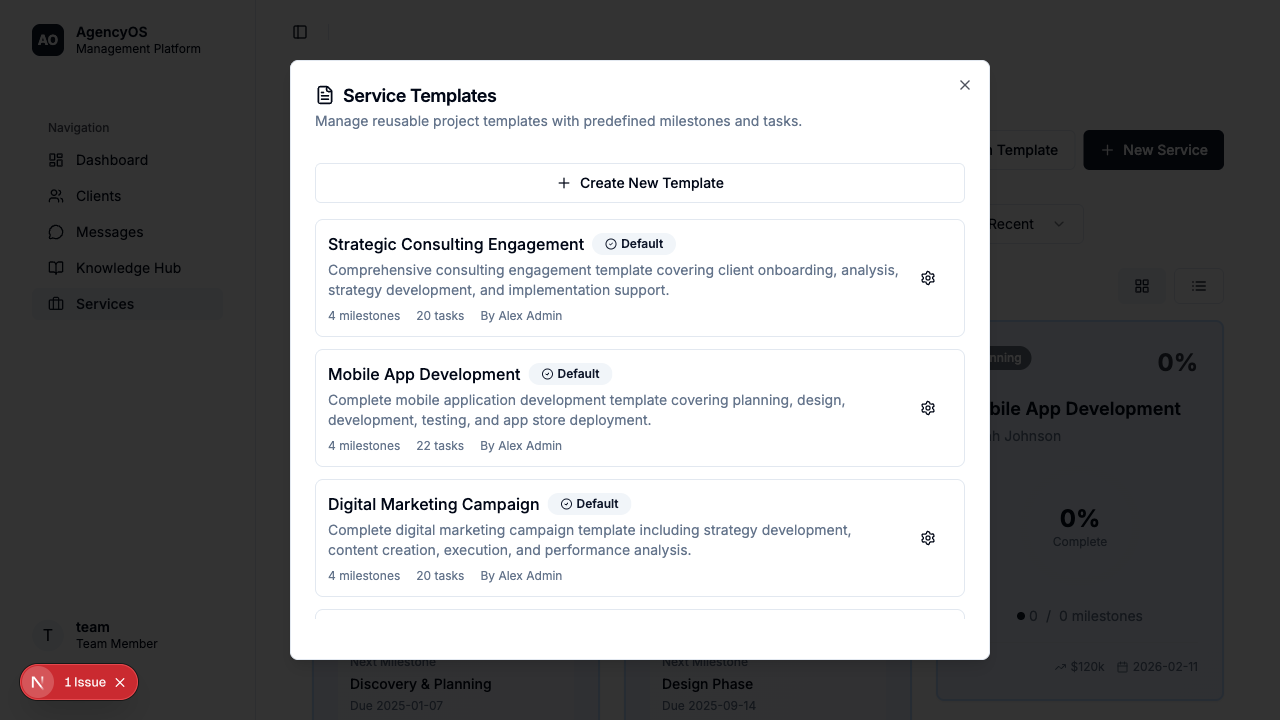 AO
AgencyOS
Management Platform
Navigation
Dashboard
Clients
Messages
Knowledge Hub
Services
team
Team Member
T
N
1 Issue
Service Templates
Manage reusable project templates with predefined milestones and tasks.
Create New Template
Strategic Consulting Engagement
Default
Comprehensive consulting engagement template covering client onboarding, analysis,
strategy development, and implementation support.
4 milestones 20 tasks By Alex Admin
Mobile App Development
Default
Complete mobile application development template covering planning, design,
development, testing, and app store deployment.
4 milestones 22 tasks By Alex Admin
Digital Marketing Campaign
Default
Complete digital marketing campaign template including strategy development,
content creation, execution, and performance analysis.
4 milestones 20 tasks By Alex Admin
Template
New Service
Recent
nning
0%
bile App Development
h Johnson
0%
Complete
0 / 0 milestones
$120k 2026-02-11
Next Milestone
Discovery & Planning
Due 2025-01-07
Next Milestone
Design Phase
Due 2025-09-14